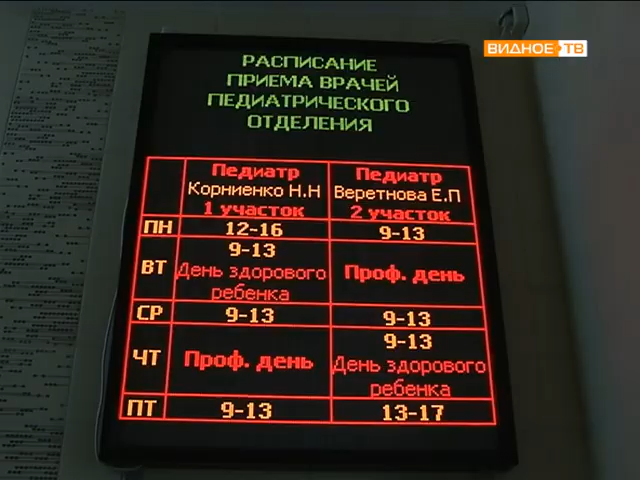 ВИДНОЕ ТВ
РАСПИСАНИЕ
ПРИЕМА ВРАЧЕЙ
ПЕДИАТРИЧЕСКОГО
ОТДЕЛЕНИЯ
Педиатр Педиатр
Корниенко Н.Н Веретнова Е.П
1 участок 2 участок
ПН 12-16 9-13
ВТ 9-13 Проф. день
День здорового
ребенка
СР 9-13 9-13
ЧТ Проф. день 9-13
День здорового
ребенка
ПТ 9-13 13-17